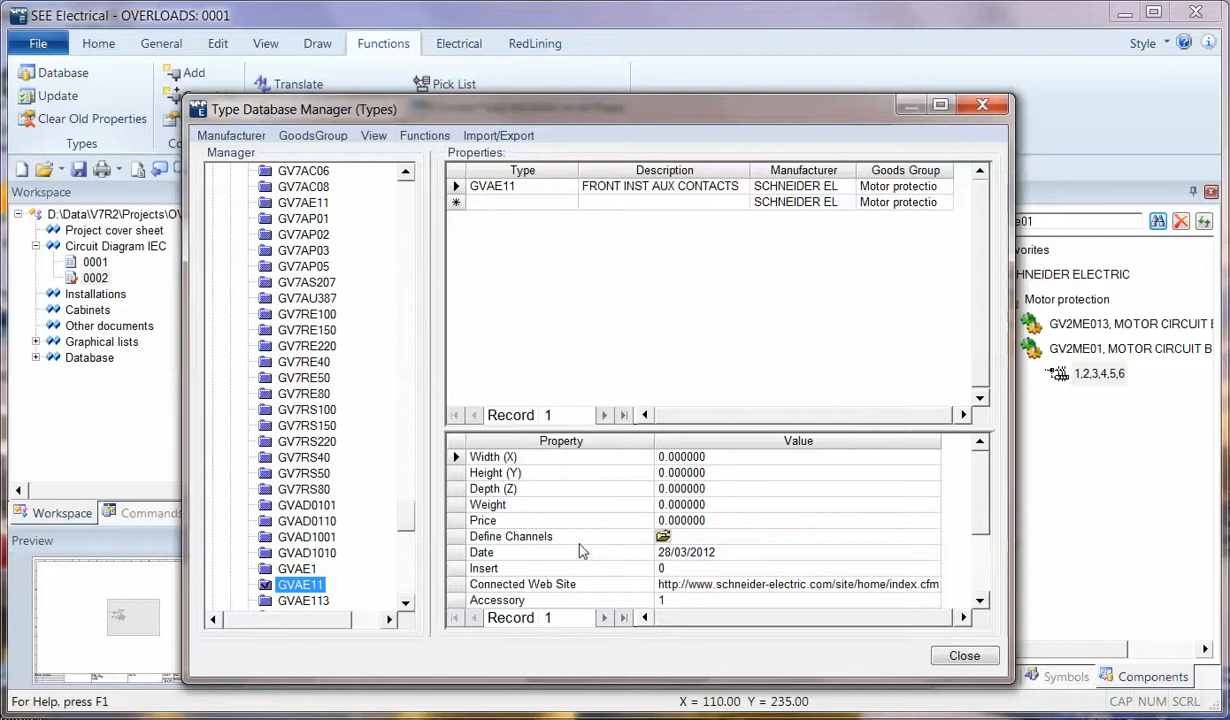 SEE Electrical - OVERLOADS: 0001
File Home General Edit View Draw Functions Electrical RedLining Style
Database Add
Translate Pick List
Update
Clear Old Properties
Types
Type Database Manager (Types)
Manufacturer GoodsGroup View Functions Import/Export
Manager
GV7AC06
GV7AC08
GV7AE11
GV7AP01
GV7AP02
GV7AP03
GV7AP05
GV7AS207
GV7AU387
GV7RE100
GV7RE150
GV7RE220
GV7RE40
GV7RE50
GV7RE80
GV7RS100
GV7RS150
GV7RS220
GV7RS40
GV7RS50
GV7RS80
GVAD0101
GVAD0110
GVAD1001
GVAD1010
GVAE1
GVAE11
GVAE113
Properties:
Type Description Manufacturer Goods Group
GVAE11 FRONT INST AUX CONTACTS SCHNEIDER EL Motor protectio
SCHNEIDER EL Motor protectio
Record 1
Property Value
Width (X) 0.000000
Height (Y) 0.000000
Depth (Z) 0.000000
Weight 0.000000
Price 0.000000
Define Channels
Date 28/03/2012
Insert 0
Connected Web Site http://www.schneider-electric.com/site/home/index.cfm
Accessory 1
Record 1
Close
Workspace
D:\Data\V7R2\Projects\OV
Project cover sheet
Circuit Diagram IEC
0001
0002
Installations
Cabinets
Other documents
Graphical lists
Database
Workspace Commands
Preview
e01
vorites
HNEIDER ELECTRIC
Motor protection
GV2ME013, MOTOR CIRCUIT B
GV2ME01, MOTOR CIRCUIT B
1,2,3,4,5,6
Symbols Components
For Help, press F1 X = 110.00 Y = 235.00 CAP NUM SCRL